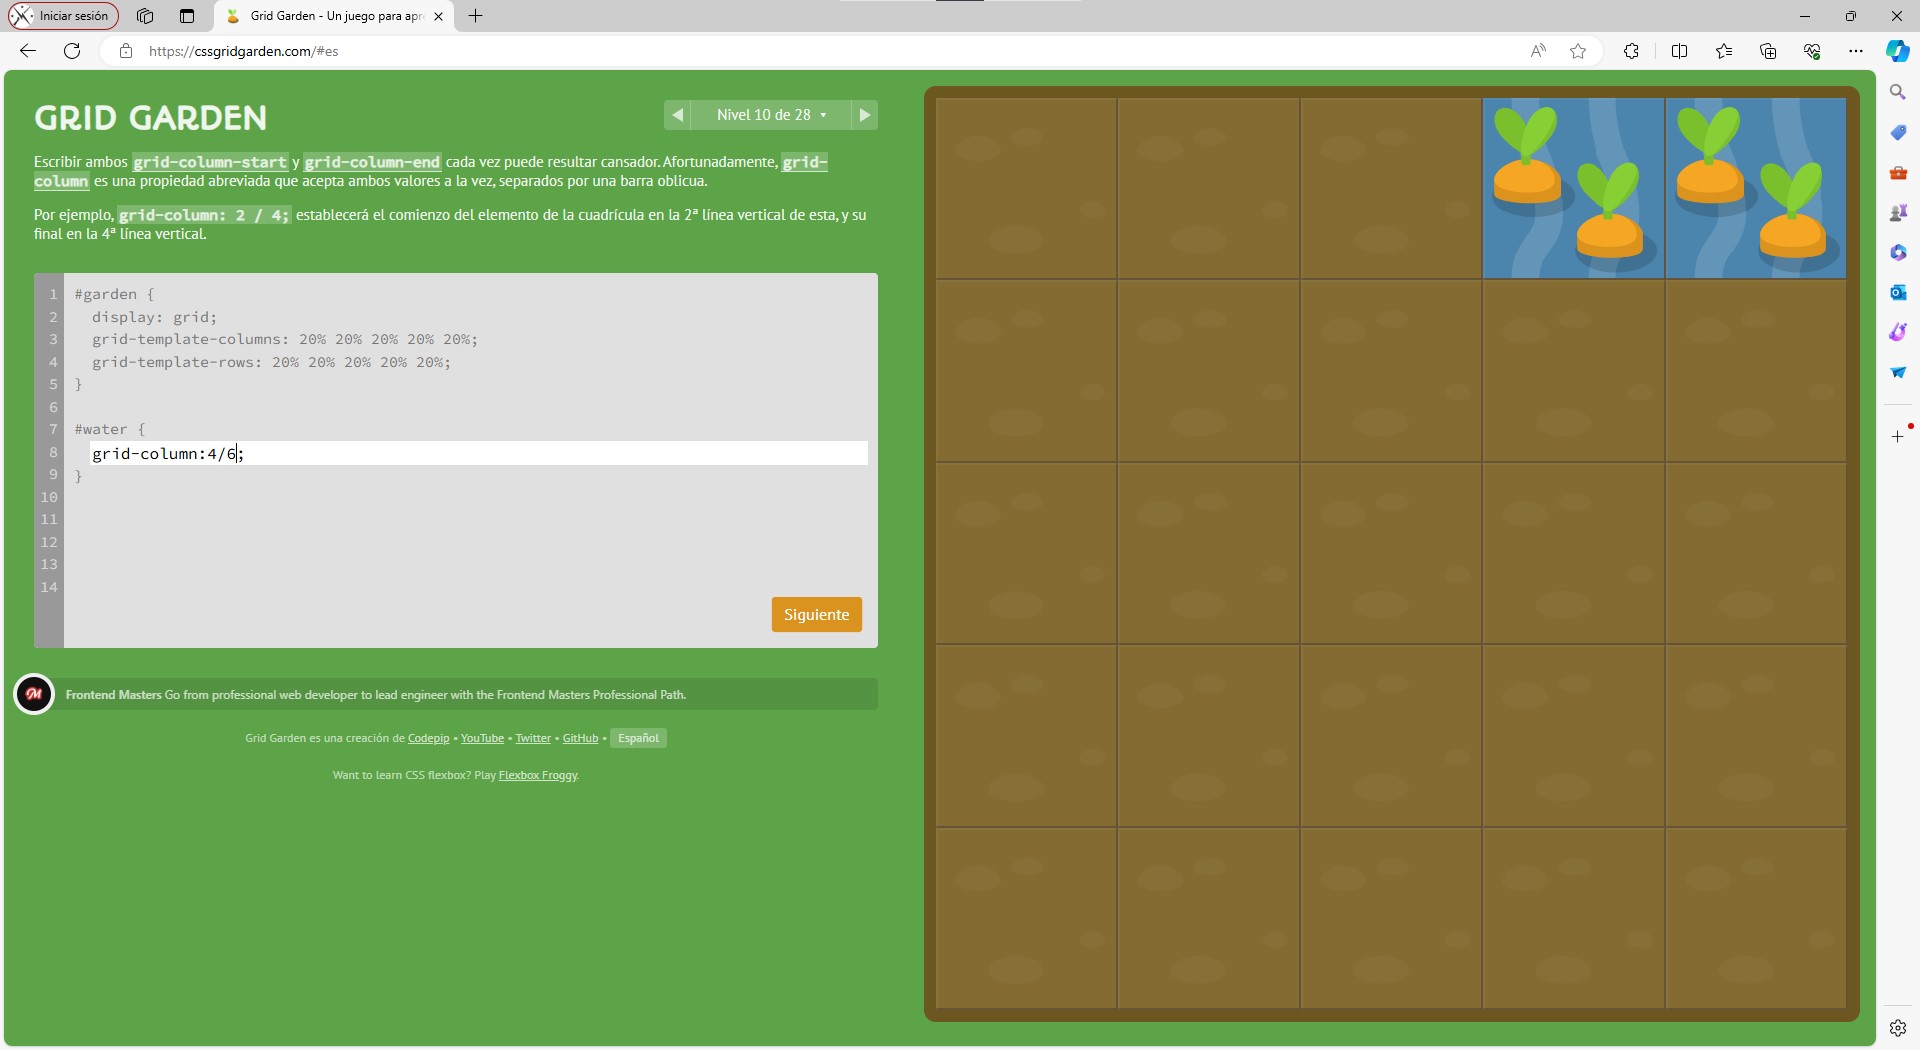 Iniciar sesión
Grid Garden - Un juego para apr
https://cssgridgarden.com/#es
GRID GARDEN
Nivel 10 de 28
Escribir ambos grid-column-start y grid-column-end cada vez puede resultar cansador. Afortunadamente, grid-
column es una propiedad abreviada que acepta ambos valores a la vez, separados por una barra oblicua.
Por ejemplo, grid-column: 2 / 4; establecerá el comienzo del elemento de la cuadrícula en la 2ª línea vertical de esta, y su
final en la 4ª línea vertical.
1 #garden {
2 display: grid;
3 grid-template-columns: 20% 20% 20% 20% 20%;
4 grid-template-rows: 20% 20% 20% 20% 20%;
5 }
6
7 #water {
8 grid-column:4/6;
9 }
10
11
12
13
14
Siguiente
Frontend Masters Go from professional web developer to lead engineer with the Frontend Masters Professional Path.
Grid Garden es una creación de Codepip • YouTube • Twitter • GitHub • Español
Want to learn CSS flexbox? Play Flexbox Froggy.